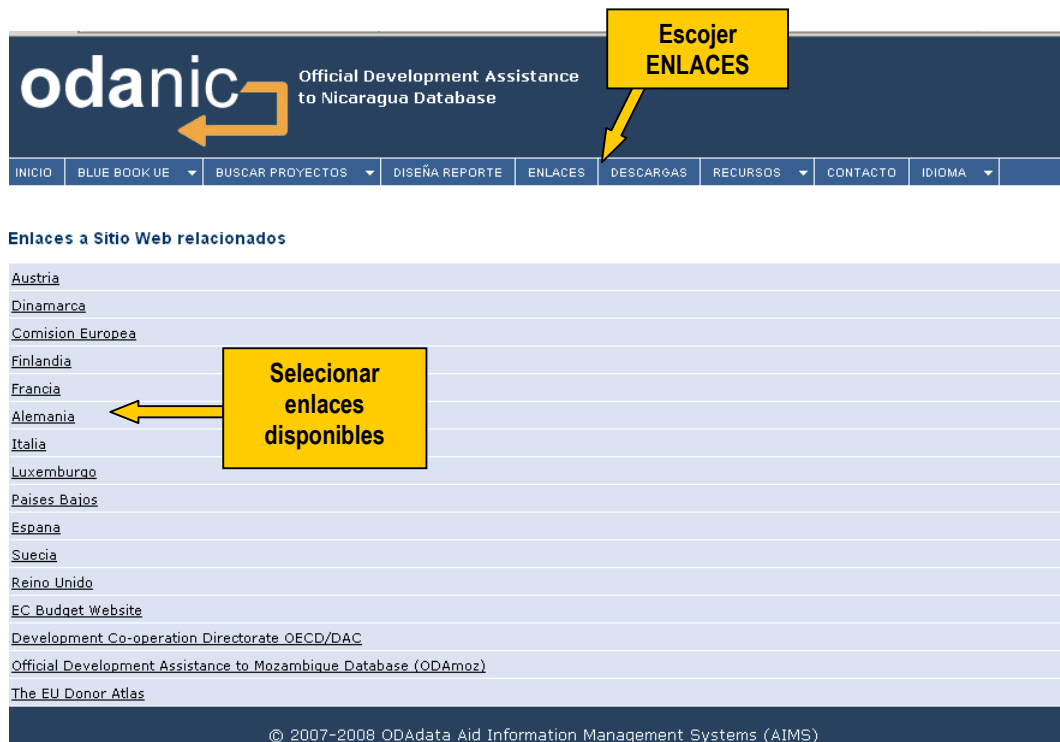 Escojer
ENLACES
odanic
Official Development Assistance
to Nicaragua Database
INICIO BLUE BOOK UE BUSCAR PROYECTOS DISEÑA REPORTE ENLACES DESCARGAS RECURSOS CONTACTO IDIOMA
Enlaces a Sitio Web relacionados
Austria
Dinamarca
Comision Europea
Finlandia
Francia
Alemania
Selecionar
enlaces
disponibles
Italia
Luxemburgo
Paises Bajos
Espana
Suecia
Reino Unido
EC Budget Website
Development Co-operation Directorate OECD/DAC
Official Development Assistance to Mozambique Database (ODAmoz)
The EU Donor Atlas
© 2007-2008 ODAdata Aid Information Management Systems (AIMS)